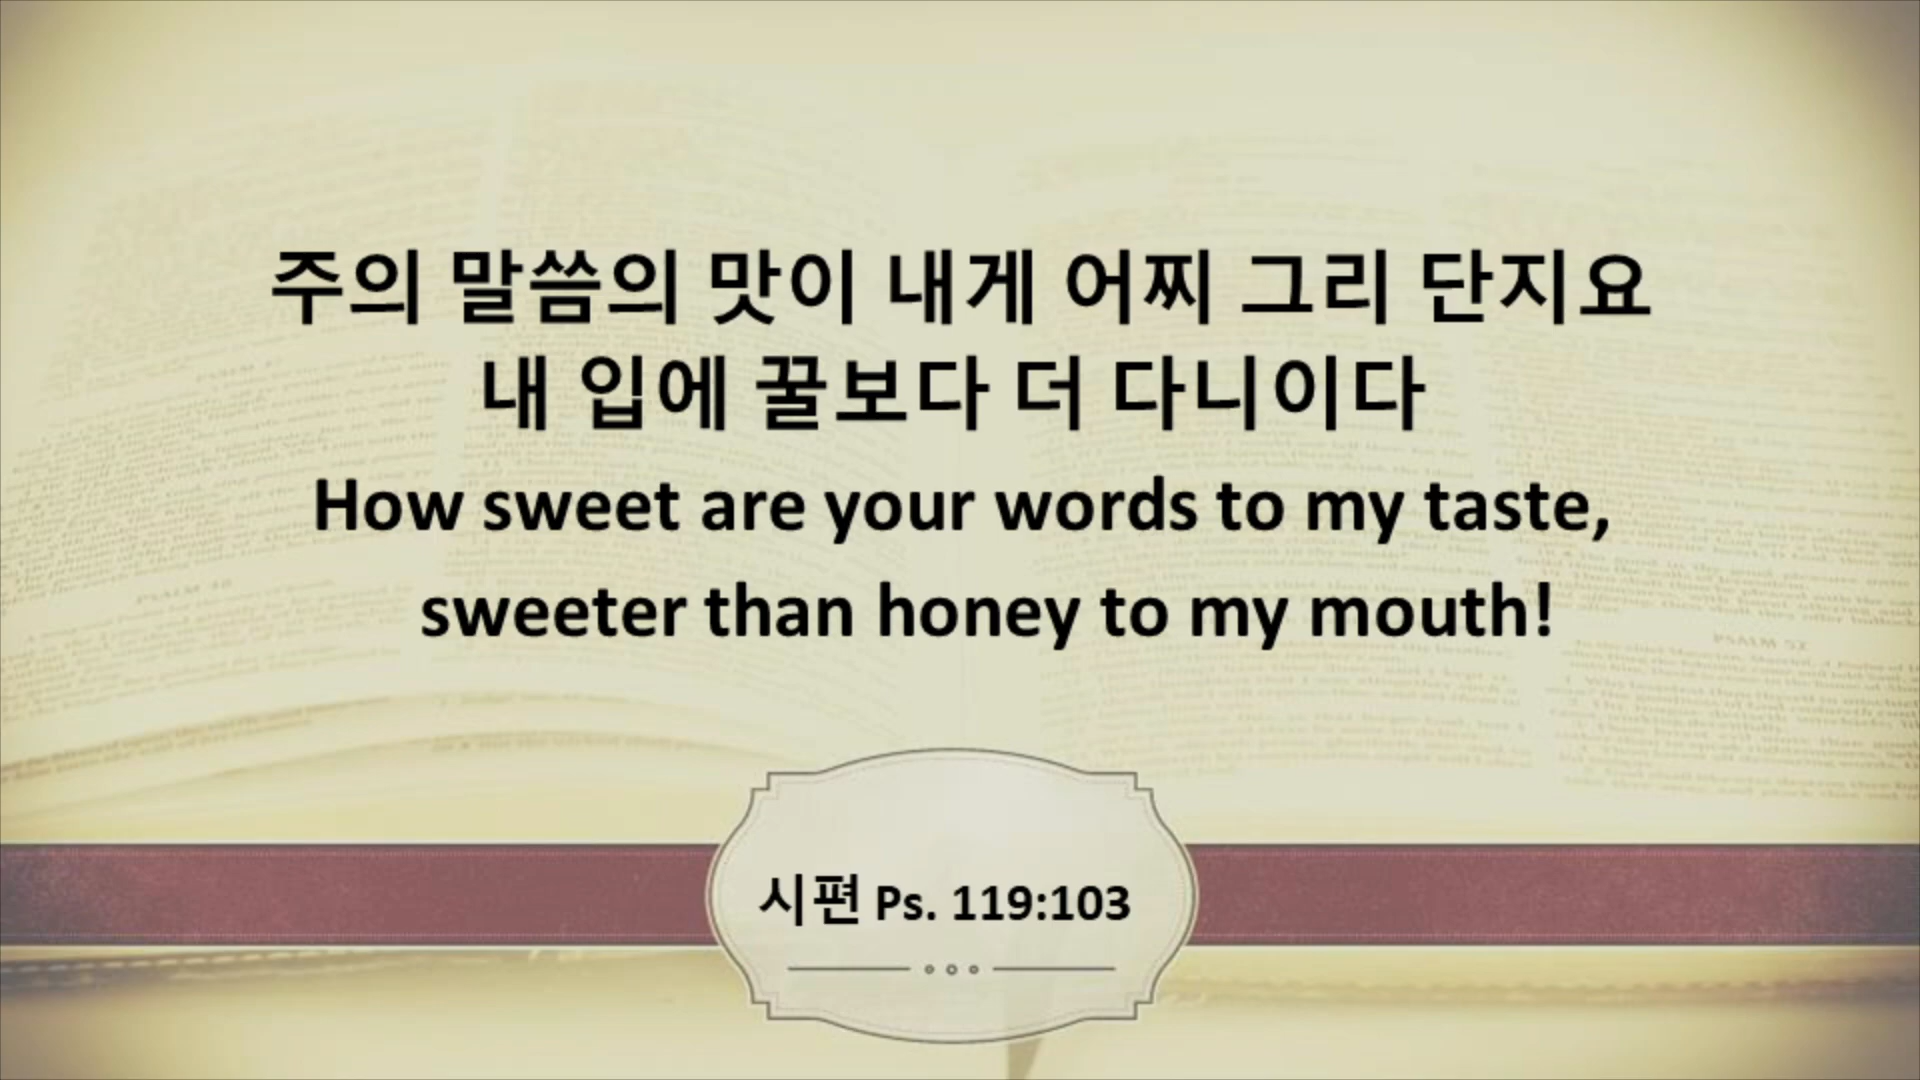 주의 말씀의 맛이 내게 어찌 그리 단지요
내 입에 꿀보다 더 다니이다
How sweet are your words to my taste,
sweeter than honey to my mouth!
시편 Ps. 119:103